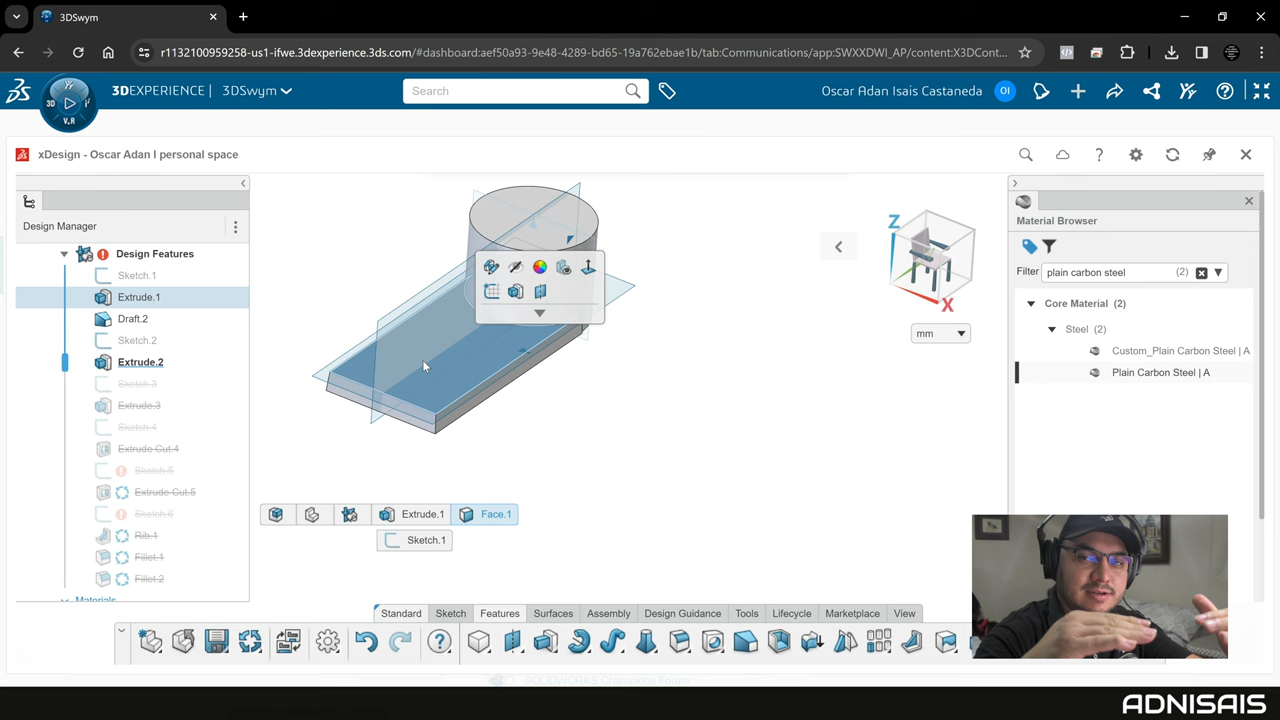 3DSwym
r1132100959258-us1-ifwe.3dexperience.3ds.com/#dashboard:aef50a93-9e48-4289-bd65-19a762ebae1b/tab:Communications/app:SWXXDWI_AP/content:X3DCont...
3D
V.R
3DEXPERIENCE | 3DSwym
Search
Oscar Adan Isais Castaneda
OI
xDesign - Oscar Adan I personal space
Design Manager
Material Browser
Design Features
Sketch.1
Extrude.1
Draft.2
Sketch.2
Extrude.2
Sketch.3
Extrude.3
Sketch.4
Extrude Cut.4
Sketch.5
Extrude Cut.5
Sketch.6
Rib.1
Fillet.1
Fillet.2
Materials
Z
X
mm
Filter
plain carbon steel
(2)
Core Material (2)
Steel (2)
Custom_Plain Carbon Steel | A
Plain Carbon Steel | A
Extrude.1
Face.1
Sketch.1
Standard
Sketch
Features
Surfaces
Assembly
Design Guidance
Tools
Lifecycle
Marketplace
View
SOLIDWORKS Champions Forum
ADNISAIS